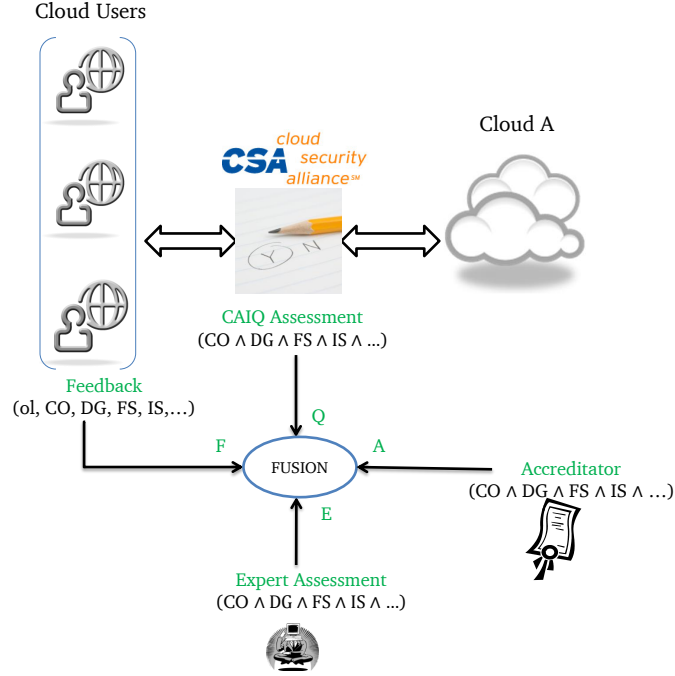 Cloud Users
Cloud A
cloud
CSA security
alliance℠
Y N
CAIQ Assessment
(CO ∧ DG ∧ FS ∧ IS ∧ ...)
Feedback
(ol, CO, DG, FS, IS,...)
Q
F
A
FUSION
Accreditator
(CO ∧ DG ∧ FS ∧ IS ∧ ...)
E
Expert Assessment
(CO ∧ DG ∧ FS ∧ IS ∧ ...)